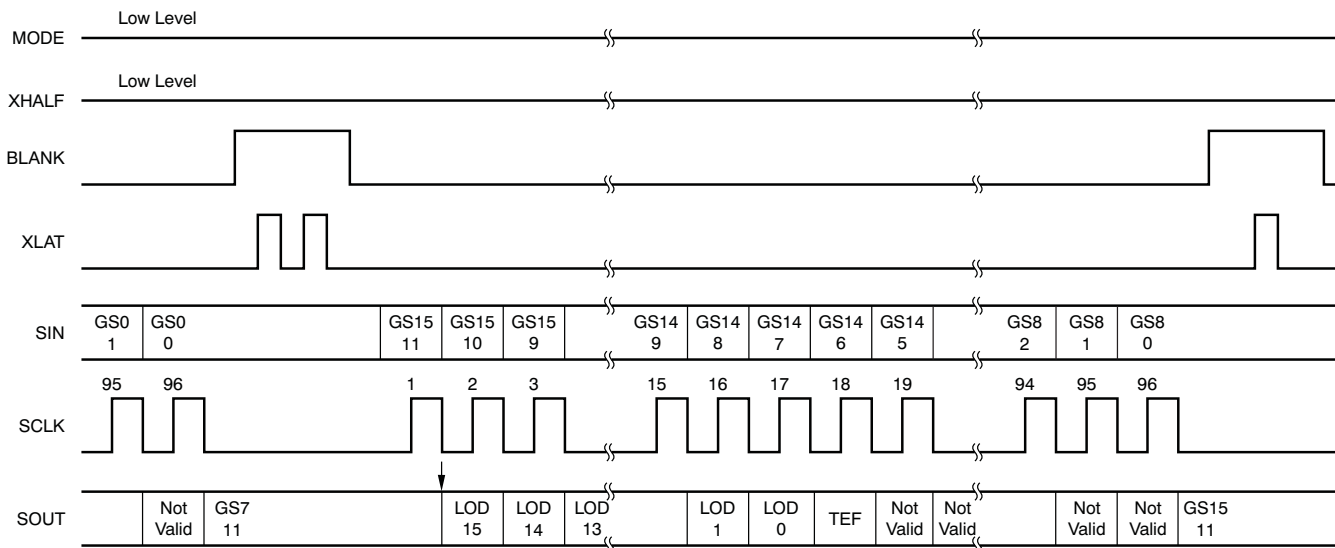 Low Level
MODE
Low Level
XHALF
BLANK
XLAT
SIN
GS0 GS0 GS15 GS15 GS15 GS14 GS14 GS14 GS14 GS14 GS8 GS8 GS8
1 0 11 10 9 9 8 7 6 5 2 1 0
95 96 1 2 3 15 16 17 18 19 94 95 96
SCLK
SOUT
Not GS7 LOD LOD LOD LOD LOD TEF Not Not Not Not GS15
Valid 11 15 14 13 1 0 Valid Valid Valid Valid 11